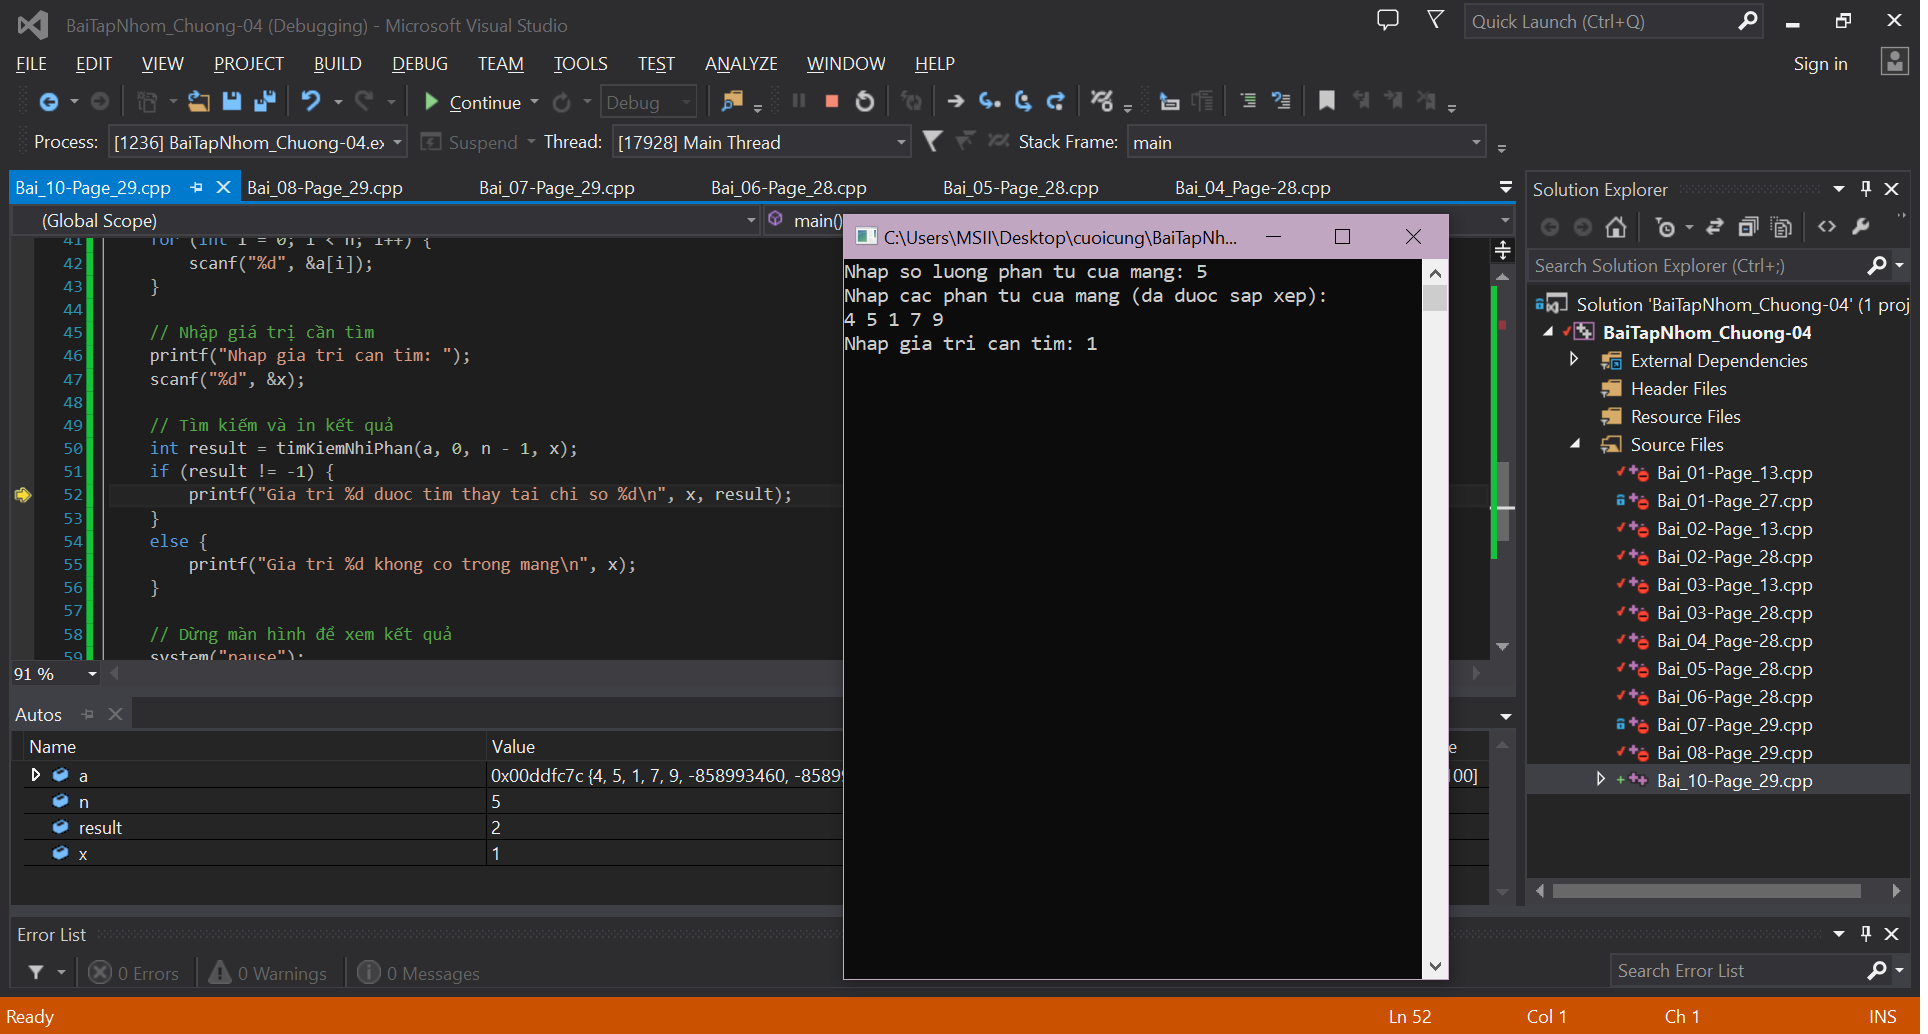 BaiTapNhom_Chuong-04 (Debugging) - Microsoft Visual Studio
Quick Launch (Ctrl+Q)
FILE EDIT VIEW PROJECT BUILD DEBUG TEAM TOOLS TEST ANALYZE WINDOW HELP
Sign in
Continue
Debug
Process: [1236] BaiTapNhom_Chuong-04.ex
Suspend
Thread: [17928] Main Thread
Stack Frame: main
Bai_10-Page_29.cpp Bai_08-Page_29.cpp Bai_07-Page_29.cpp Bai_06-Page_28.cpp Bai_05-Page_28.cpp Bai_04_Page-28.cpp
(Global Scope)
main()
41 for (int i = 0; i < n; i++) {
42 scanf("%d", &a[i]);
43 }
44
45 // Nhập giá trị cần tìm
46 printf("Nhap gia tri can tim: ");
47 scanf("%d", &x);
48
49 // Tìm kiếm và in kết quả
50 int result = timKiemNhiPhan(a, 0, n - 1, x);
51 if (result != -1) {
52 printf("Gia tri %d duoc tim thay tai chi so %d\n", x, result);
53 }
54 else {
55 printf("Gia tri %d khong co trong mang\n", x);
56 }
57
58 // Dừng màn hình để xem kết quả
59 system("pause");
91 %
C:\Users\MSII\Desktop\cuoicung\BaiTapNh...
Nhap so luong phan tu cua mang: 5
Nhap cac phan tu cua mang (da duoc sap xep):
4 5 1 7 9
Nhap gia tri can tim: 1
Autos
Name Value
a 0x00ddfc7c {4, 5, 1, 7, 9, -858993460, -8589
n 5
result 2
x 1
e
00]
Solution Explorer
Search Solution Explorer (Ctrl+;)
Solution 'BaiTapNhom_Chuong-04' (1 proj
BaiTapNhom_Chuong-04
External Dependencies
Header Files
Resource Files
Source Files
Bai_01-Page_13.cpp
Bai_01-Page_27.cpp
Bai_02-Page_13.cpp
Bai_02-Page_28.cpp
Bai_03-Page_13.cpp
Bai_03-Page_28.cpp
Bai_04_Page-28.cpp
Bai_05-Page_28.cpp
Bai_06-Page_28.cpp
Bai_07-Page_29.cpp
Bai_08-Page_29.cpp
Bai_10-Page_29.cpp
Error List
0 Errors 0 Warnings 0 Messages
Search Error List
Ready
Ln 52 Col 1 Ch 1 INS